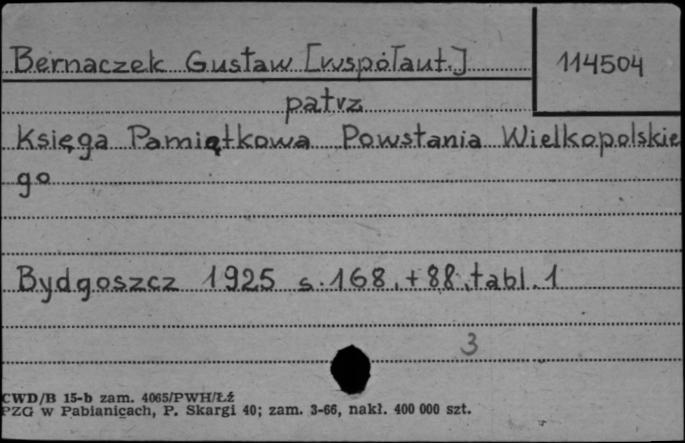 Bernaczek Gustaw [współaut.]
114504
patrz
Księga Pamiątkowa Powstania Wielkopolskie
go
Bydgoszcz 1925 s. 168, + 88, tabl. 1
3
CWD/B 15-b zam. 4065/PWH/Łź
PZG w Pabianicach, P. Skargi 40; zam. 3-66, nakł. 400 000 szt.